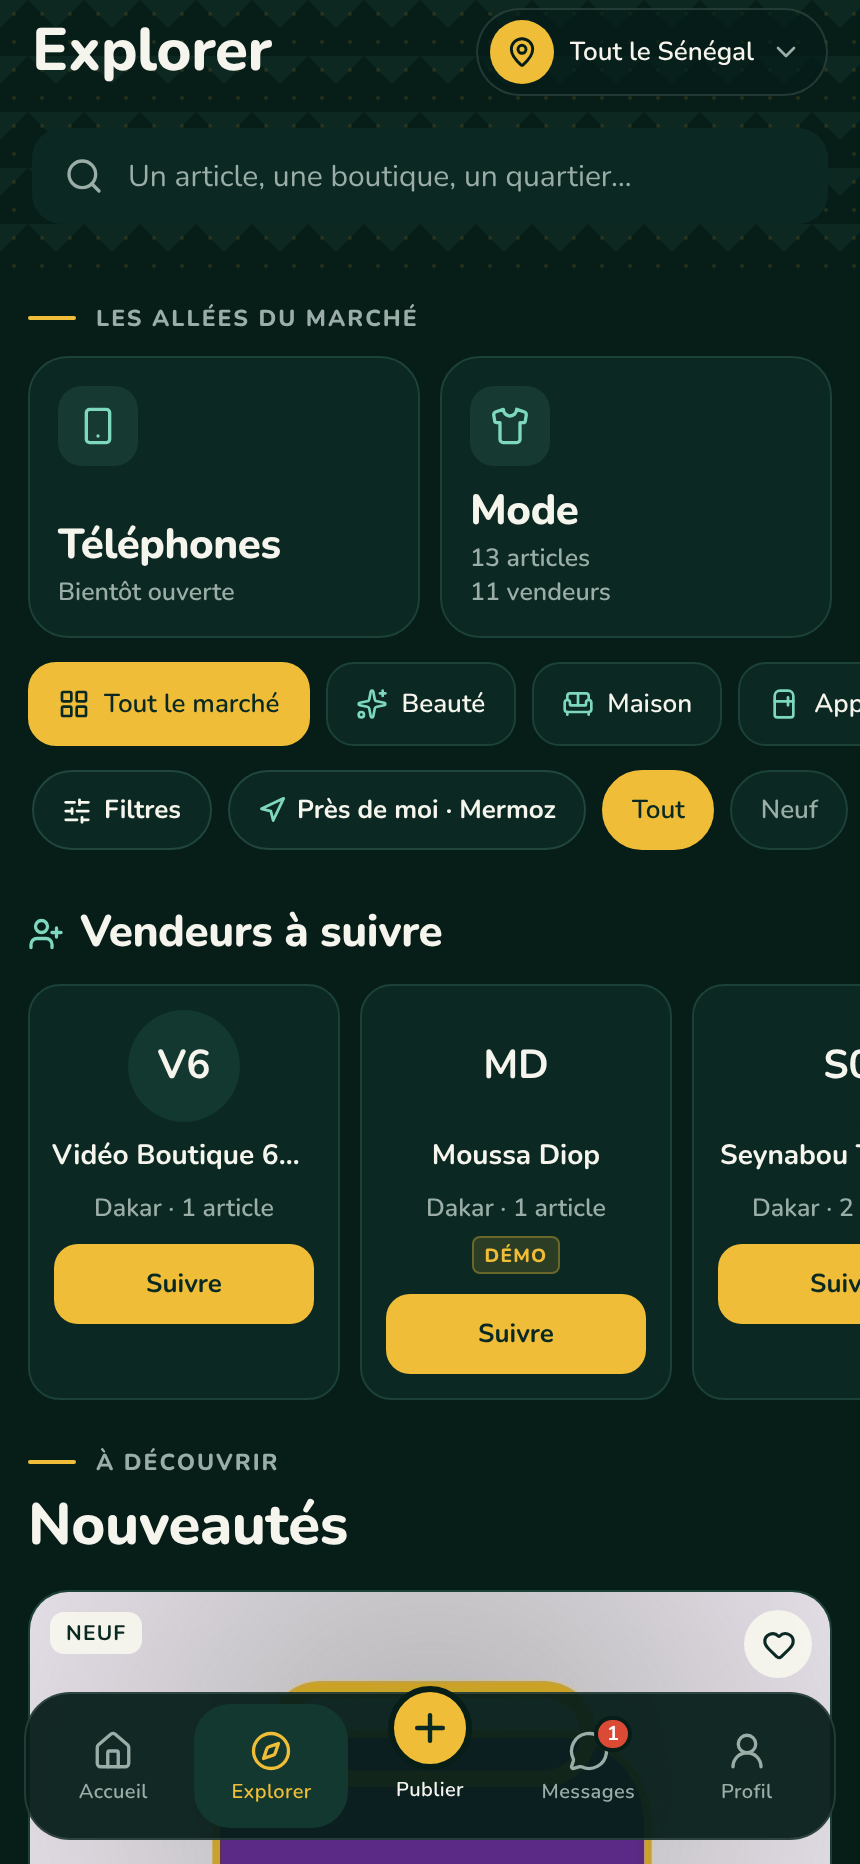 Explorer
Tout le Sénégal
Un article, une boutique, un quartier...
LES ALLÉES DU MARCHÉ
Téléphones
Bientôt ouverte
Mode
13 articles
11 vendeurs
Tout le marché
Beauté
Maison
App
Filtres
Près de moi · Mermoz
Tout
Neuf
Vendeurs à suivre
V6
Vidéo Boutique 6...
Dakar · 1 article
Suivre
MD
Moussa Diop
Dakar · 1 article
DÉMO
Suivre
Seynabou
Dakar · 2
À DÉCOUVRIR
Nouveautés
NEUF
Accueil
Explorer
Publier
1
Messages
Profil